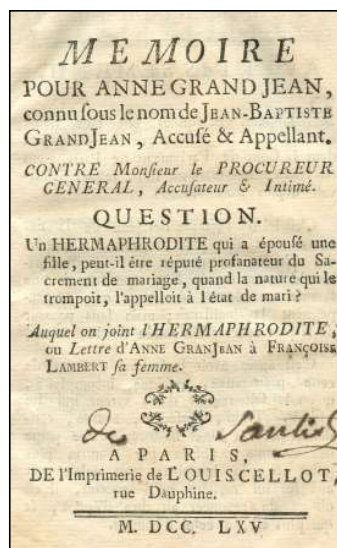 MEMOIRE
POUR ANNE GRAND JEAN,
connu ſous le nom de JEAN-BAPTISTE
GRANDJEAN, Accuſé & Appellant.
CONTRE Monſieur le PROCUREUR
GENERAL, Accuſateur & Intimé.
QUESTION.
Un HERMAPHRODITE qui a épouſé une
fille, peut-il être réputé profanateur du Sa-
crement de mariage, quand la nature qui le
trompoit, l'appelloit à l'état de mari ?
Auquel on joint l'HERMAPHRODITE,
ou Lettre d'ANNE GRANJEAN à FRANÇOISE
LAMBERT ſa femme.
de Santis
A PARIS,
DE l'Imprimerie de LOUIS CELLOT,
rue Dauphine.
M. DCC. LXV